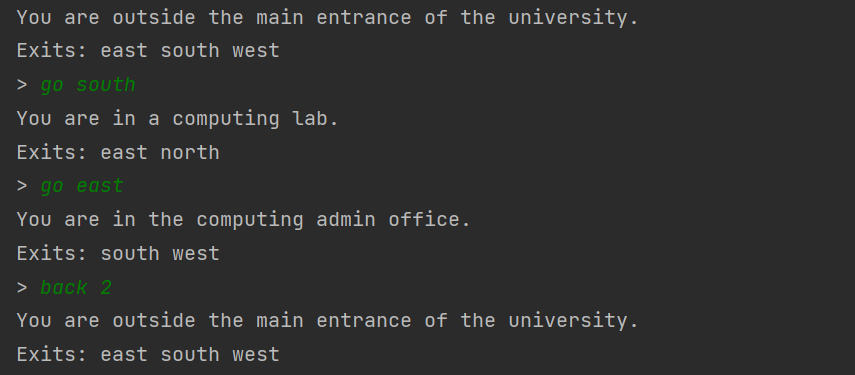 You are outside the main entrance of the university.
Exits: east south west
> go south
You are in a computing lab.
Exits: east north
> go east
You are in the computing admin office.
Exits: south west
> back 2
You are outside the main entrance of the university.
Exits: east south west